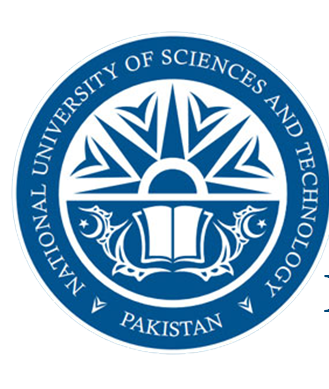 NATIONAL UNIVERSITY OF SCIENCES AND TECHNOLOGY
PAKISTAN